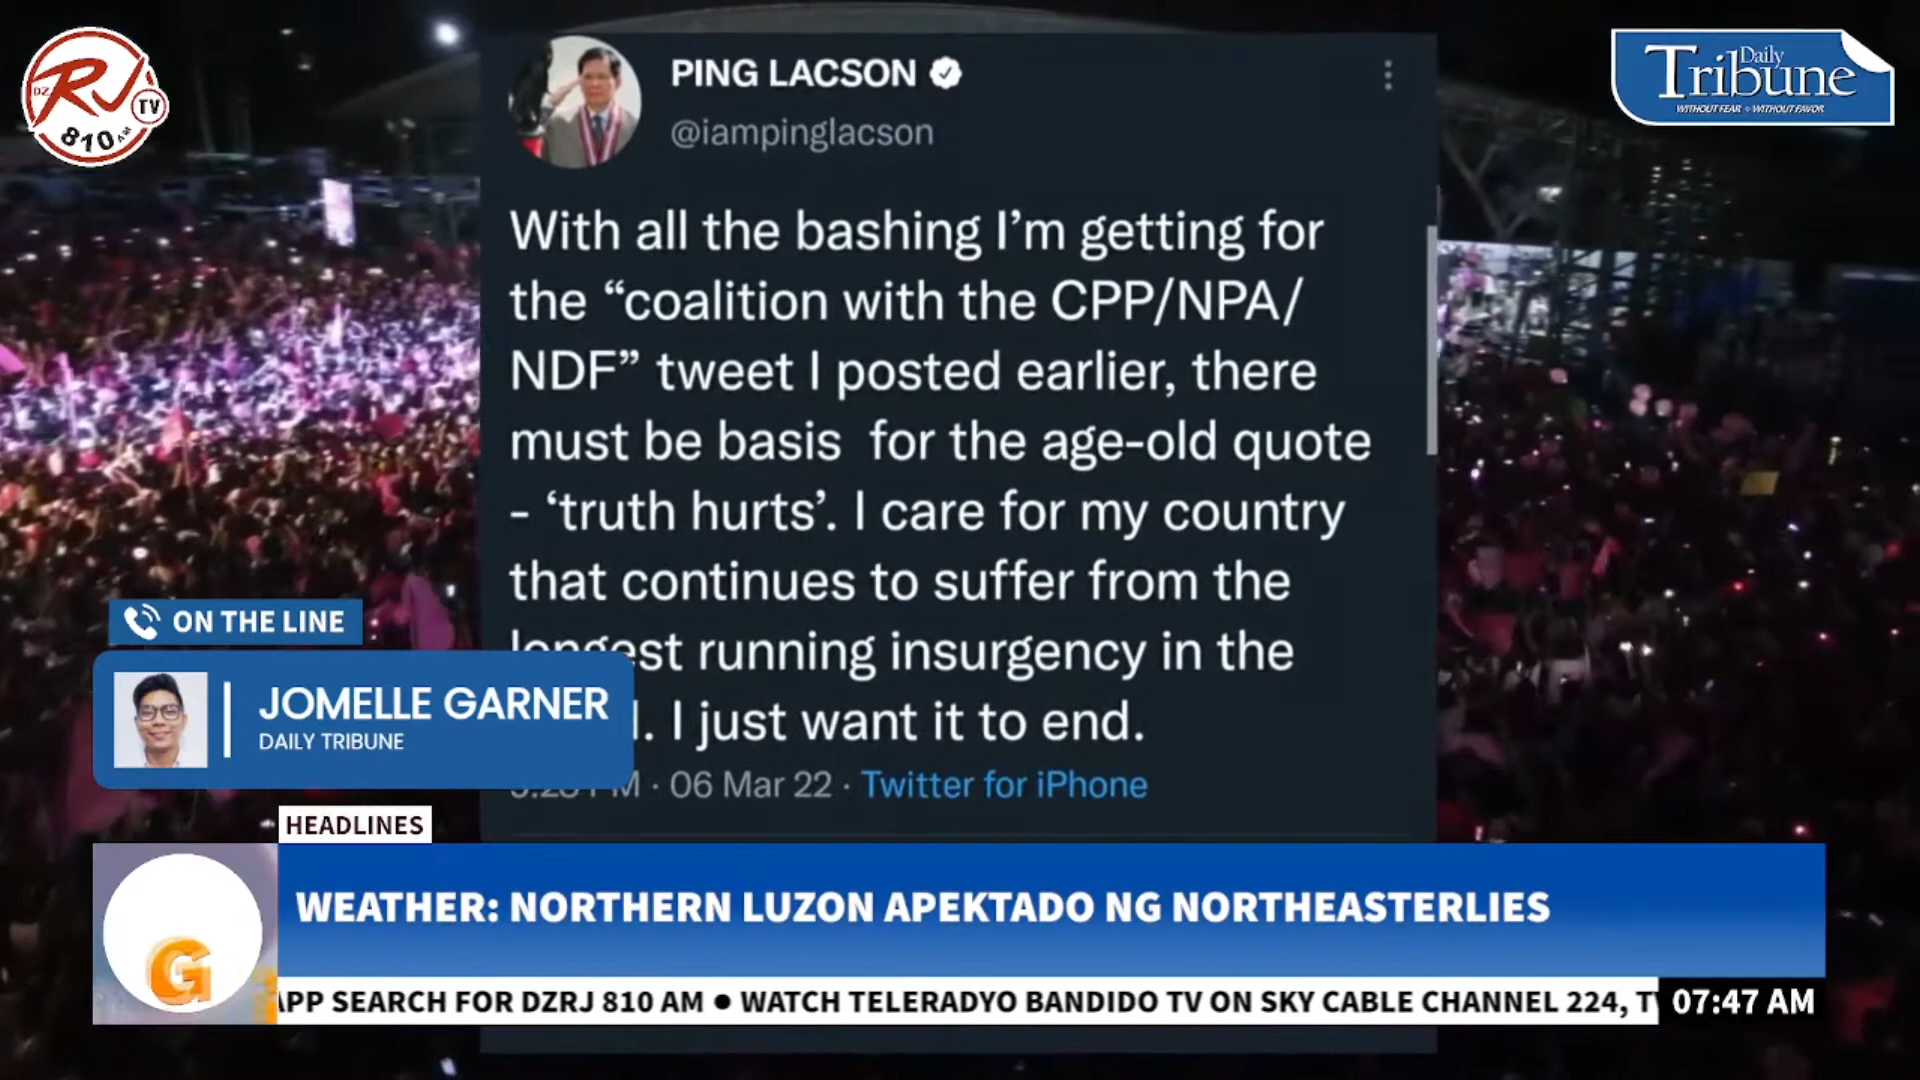 DZ RJ TV
810 AM
Daily
Tribune
WITHOUT FEAR • WITHOUT FAVOR
PING LACSON
@iampinglacson
With all the bashing I’m getting for
the “coalition with the CPP/NPA/
NDF” tweet I posted earlier, there
must be basis  for the age-old quote
- ‘truth hurts’. I care for my country
that continues to suffer from the
longest running insurgency in the
I just want it to end.
M · 06 Mar 22 · Twitter for iPhone
ON THE LINE
JOMELLE GARNER
DAILY TRIBUNE
HEADLINES
WEATHER: NORTHERN LUZON APEKTADO NG NORTHEASTERLIES
G
APP SEARCH FOR DZRJ 810 AM ● WATCH TELERADYO BANDIDO TV ON SKY CABLE CHANNEL 224,
07:47 AM